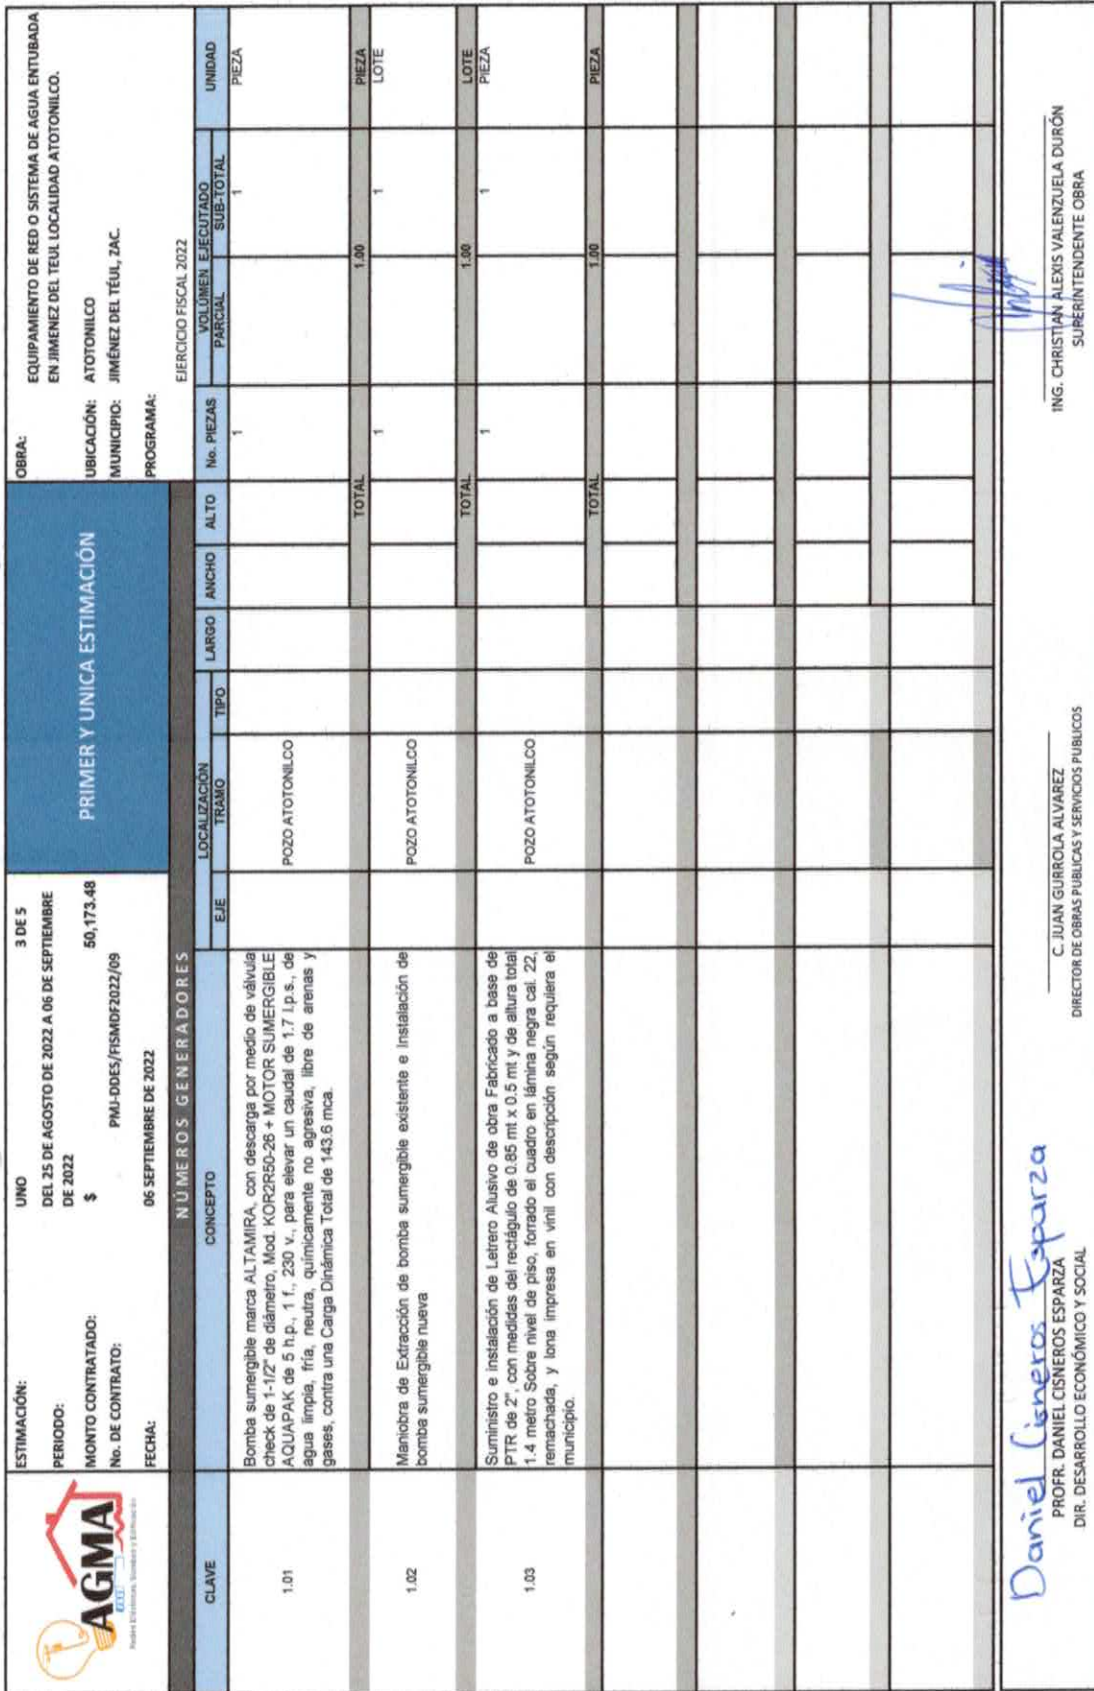 AGMA
Redes Eléctricas, Bombeo y Edificación
ESTIMACIÓN: UNO 3 DE 5
PERIODO: DEL 25 DE AGOSTO DE 2022 A 06 DE SEPTIEMBRE
DE 2022
MONTO CONTRATADO: $ 50,173.48
No. DE CONTRATO: PMJ-DDES/FISMDF2022/09
FECHA: 06 SEPTIEMBRE DE 2022
PRIMER Y UNICA ESTIMACIÓN
OBRA: EQUIPAMIENTO DE RED O SISTEMA DE AGUA ENTUBADA
EN JIMENEZ DEL TEUL LOCALIDAD ATOTONILCO.
UBICACIÓN: ATOTONILCO
MUNICIPIO: JIMÉNEZ DEL TÉUL, ZAC.
PROGRAMA:
EJERCICIO FISCAL 2022
NÚMEROS GENERADORES
CLAVE CONCEPTO LOCALIZACIÓN LARGO ANCHO ALTO No. PIEZAS VOLÚMEN EJECUTADO UNIDAD
EJE TRAMO TIPO PARCIAL SUB-TOTAL
1.01 POZO ATOTONILCO 1 1 PIEZA
Bomba sumergible marca ALTAMIRA, con descarga por medio de válvula
check de 1-1/2" de diámetro, Mod. KOR2R50-26 + MOTOR SUMERGIBLE
AQUAPAK de 5 h.p., 1 f., 230 v., para elevar un caudal de 1.7 l.p.s., de
agua limpia, fría, neutra, químicamente no agresiva, libre de arenas y
gases, contra una Carga Dinámica Total de 143.6 mca.
TOTAL 1.00 PIEZA
1.02 POZO ATOTONILCO 1 1 LOTE
Maniobra de Extracción de bomba sumergible existente e Instalación de
bomba sumergible nueva
TOTAL 1.00 LOTE
1.03 POZO ATOTONILCO 1 1 PIEZA
Suministro e instalación de Letrero Alusivo de obra Fabricado a base de
PTR de 2", con medidas del rectágulo de 0.85 mt x 0.5 mt y de altura total
1.4 metro Sobre nivel de piso, forrado el cuadro en lámina negra cal. 22,
remachada, y lona impresa en vinil con descripción según requiera el
municipio.
TOTAL 1.00 PIEZA
Daniel Cisneros Esparza
PROFR. DANIEL CISNEROS ESPARZA
DIR. DESARROLLO ECONÓMICO Y SOCIAL
C. JUAN GURROLA ALVAREZ
DIRECTOR DE OBRAS PUBLICAS Y SERVICIOS PUBLICOS
ING. CHRISTIAN ALEXIS VALENZUELA DURÓN
SUPERINTENDENTE OBRA